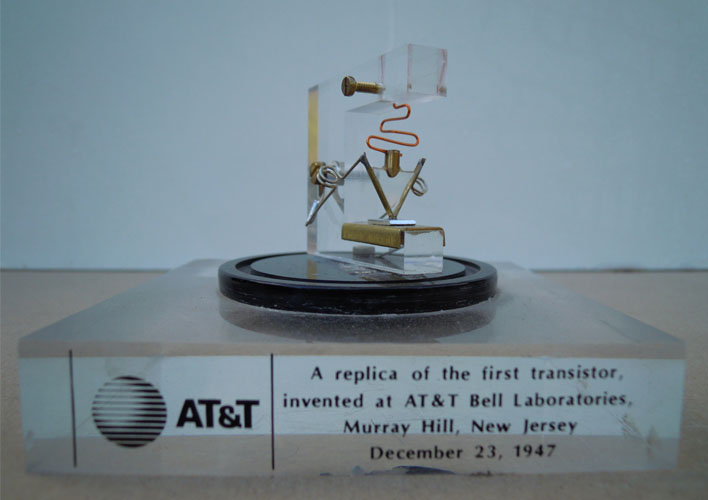 AT&T
A replica of the first transistor,
invented at AT&T Bell Laboratories,
Murray Hill, New Jersey
December 23, 1947